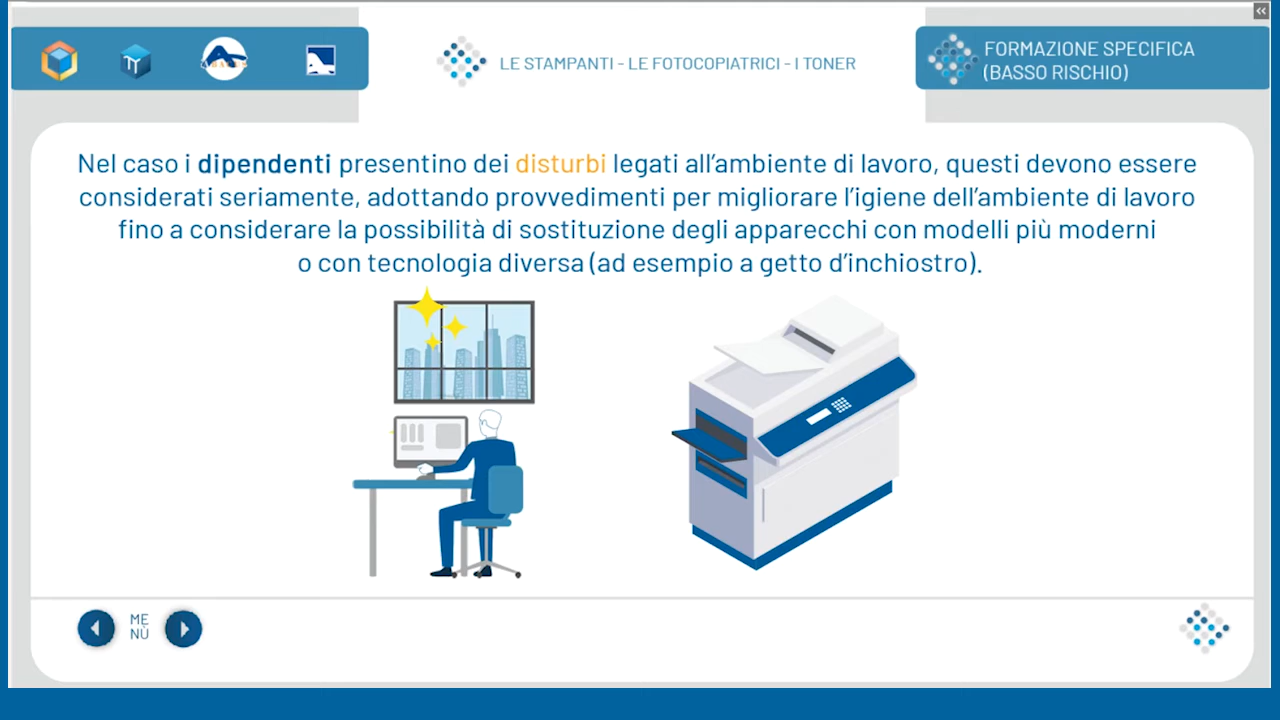 LE STAMPANTI - LE FOTOCOPIATRICI - I TONER
FORMAZIONE SPECIFICA
(BASSO RISCHIO)
Nel caso i dipendenti presentino dei disturbi legati all’ambiente di lavoro, questi devono essere
considerati seriamente, adottando provvedimenti per migliorare l’igiene dell’ambiente di lavoro
fino a considerare la possibilità di sostituzione degli apparecchi con modelli più moderni
o con tecnologia diversa (ad esempio a getto d’inchiostro).
ME
NÙ